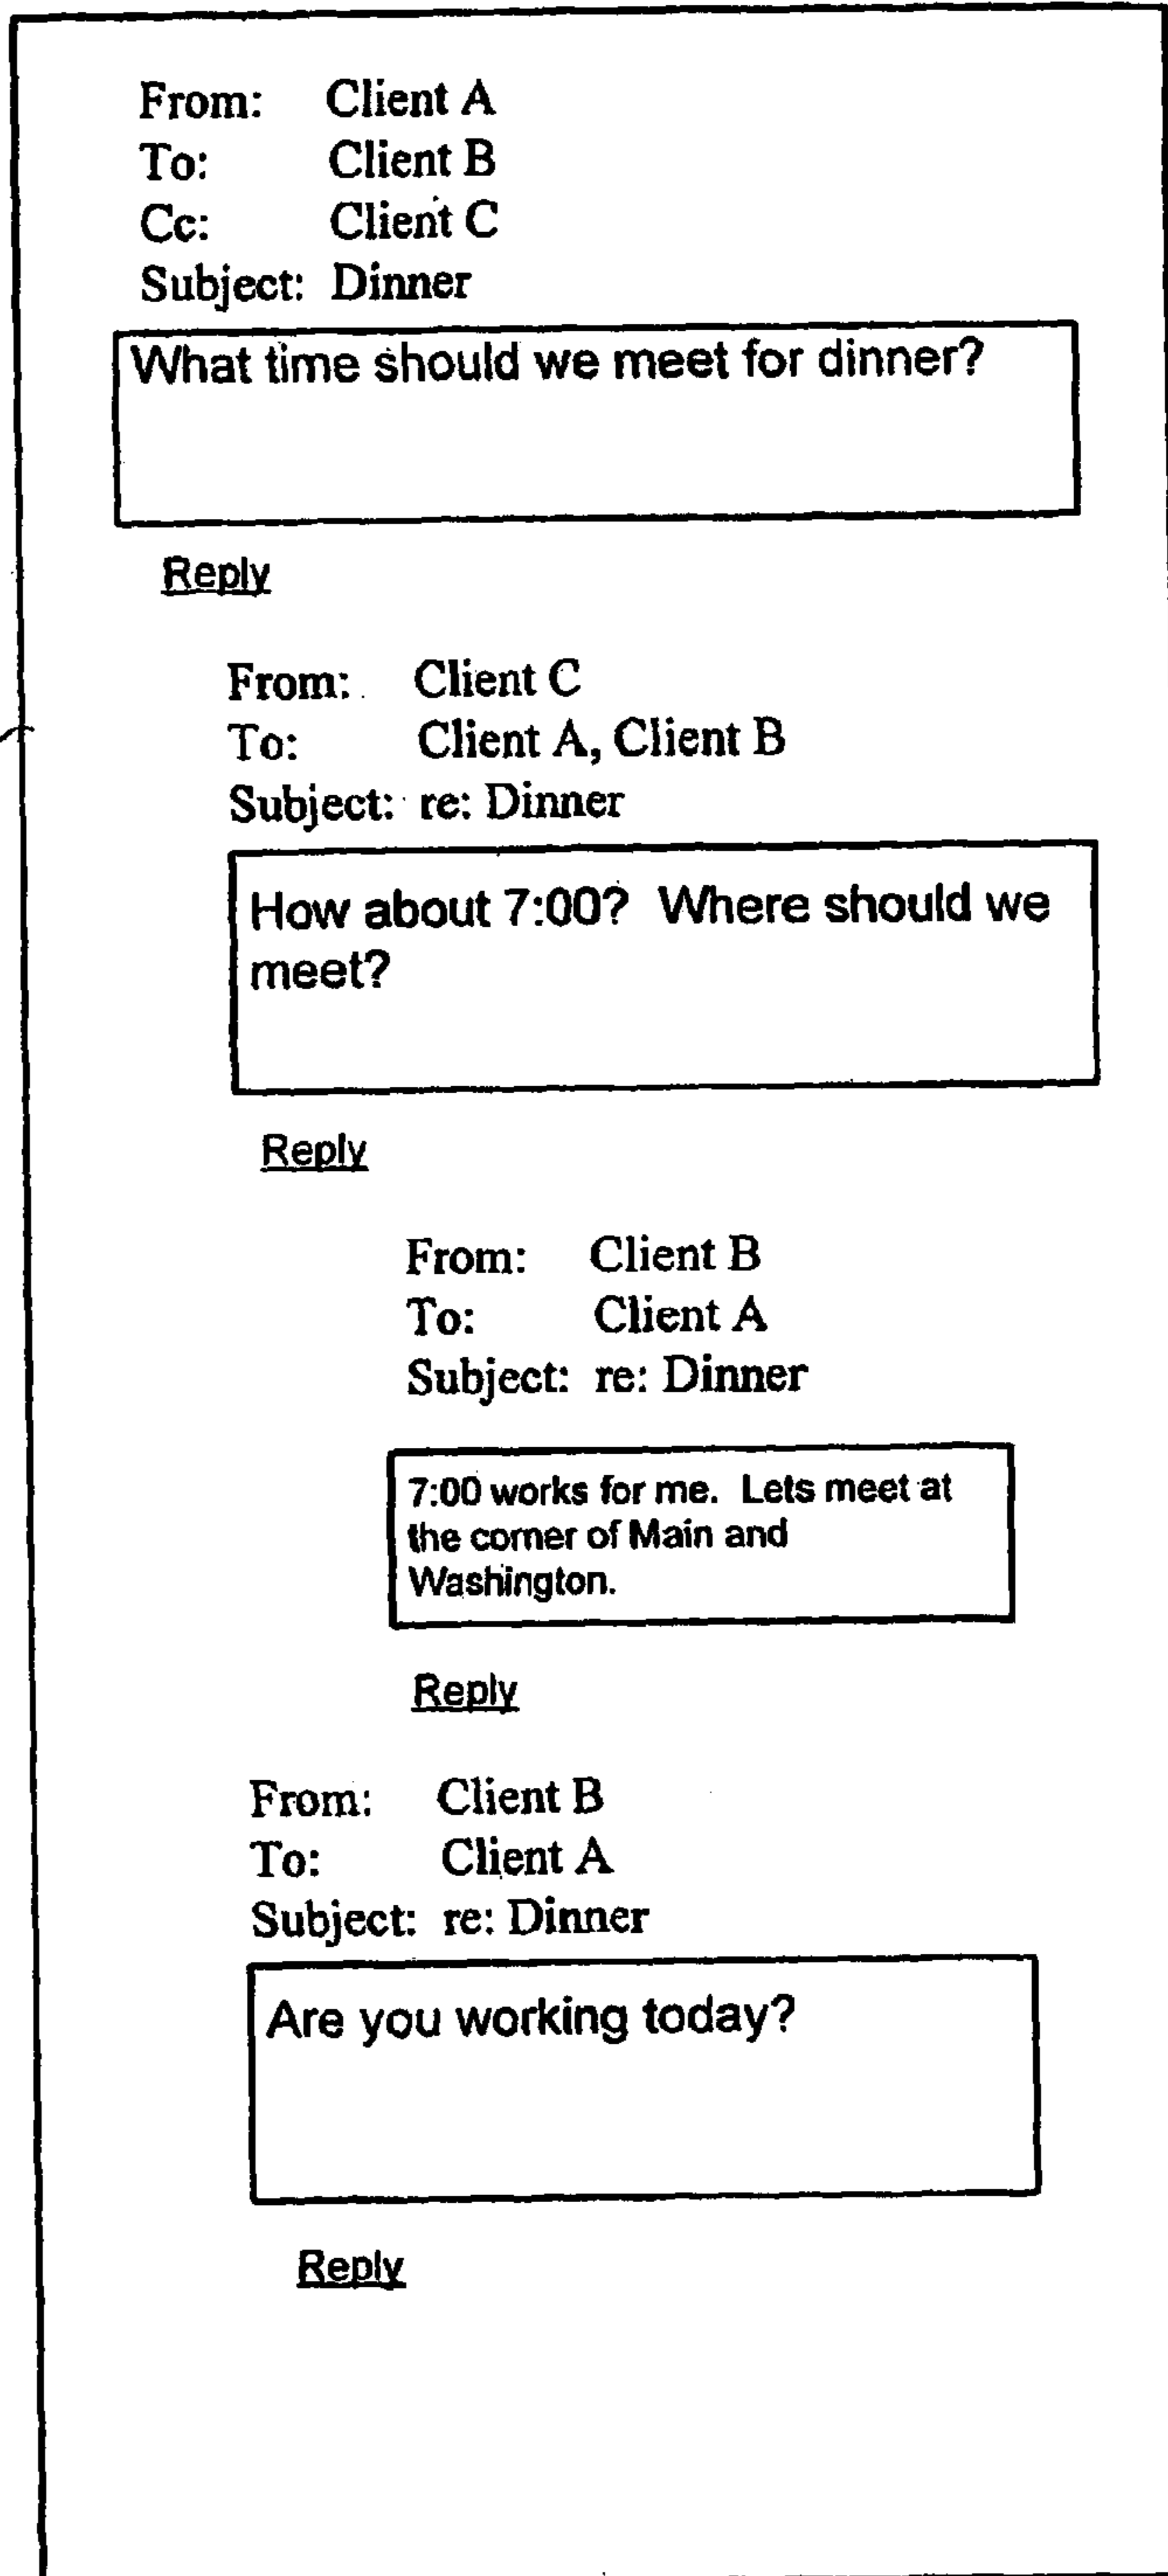 From: Client A
To: Client B
Cc: Client C
Subject: Dinner
What time should we meet for dinner?
Reply
From: Client C
To: Client A, Client B
Subject: re: Dinner
How about 7:00? Where should we
meet?
Reply
From: Client B
To: Client A
Subject: re: Dinner
7:00 works for me. Lets meet at
the corner of Main and
Washington.
Reply
From: Client B
To: Client A
Subject: re: Dinner
Are you working today?
Reply